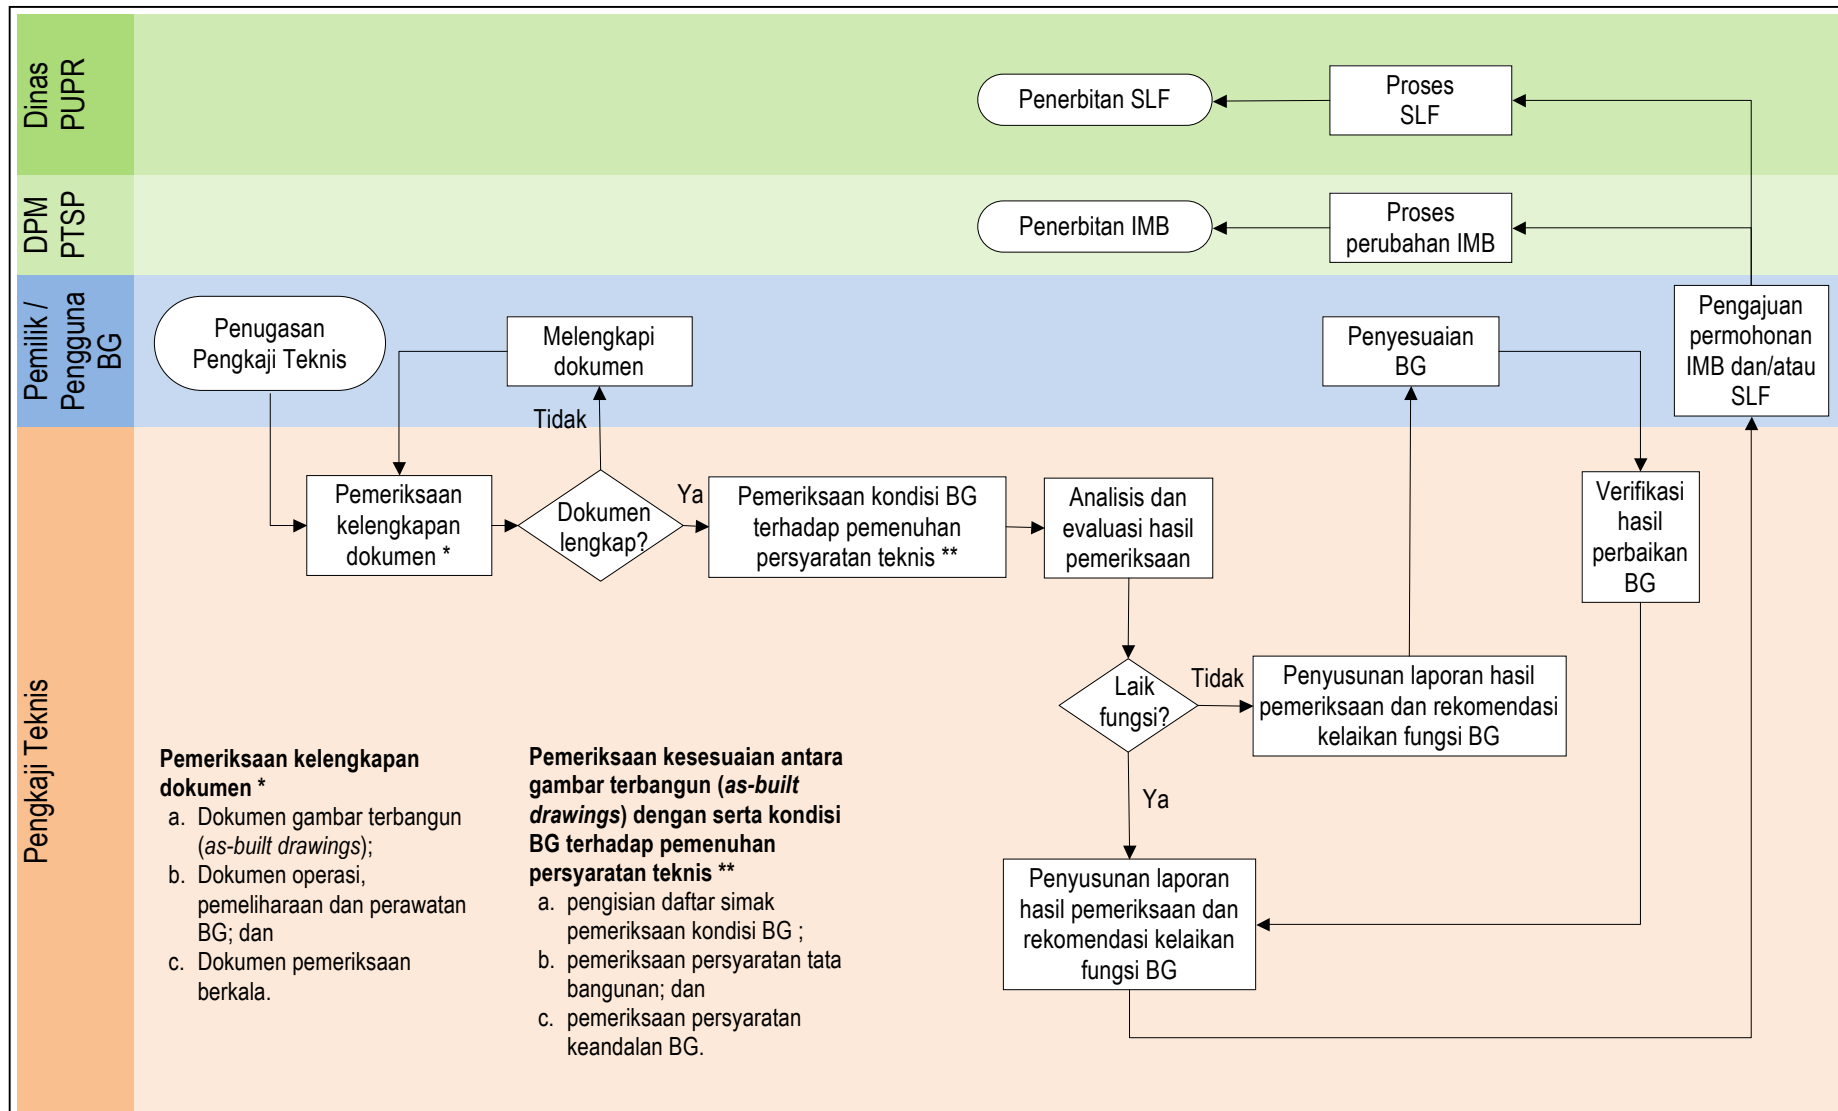 Dinas
PUPR
Penerbitan SLF
Proses
SLF
DPM
PTSP
Penerbitan IMB
Proses
perubahan IMB
Pemilik /
Pengguna
BG
Penugasan
Pengkaji Teknis
Melengkapi
dokumen
Tidak
Penyesuaian
BG
Pengajuan
permohonan
IMB dan/atau
SLF
Pengkaji Teknis
Pemeriksaan
kelengkapan
dokumen *
Dokumen
lengkap?
Ya
Pemeriksaan kondisi BG
terhadap pemenuhan
persyaratan teknis **
Analisis dan
evaluasi hasil
pemeriksaan
Verifikasi
hasil
perbaikan
BG
Laik
fungsi?
Tidak
Penyusunan laporan hasil
pemeriksaan dan rekomendasi
kelaikan fungsi BG
Ya
Penyusunan laporan
hasil pemeriksaan dan
rekomendasi kelaikan
fungsi BG
Pemeriksaan kelengkapan
dokumen *
a. Dokumen gambar terbangun
(as-built drawings);
b. Dokumen operasi,
pemeliharaan dan perawatan
BG; dan
c. Dokumen pemeriksaan
berkala.
Pemeriksaan kesesuaian antara
gambar terbangun (as-built
drawings) dengan serta kondisi
BG terhadap pemenuhan
persyaratan teknis **
a. pengisian daftar simak
pemeriksaan kondisi BG ;
b. pemeriksaan persyaratan tata
bangunan; dan
c. pemeriksaan persyaratan
keandalan BG.